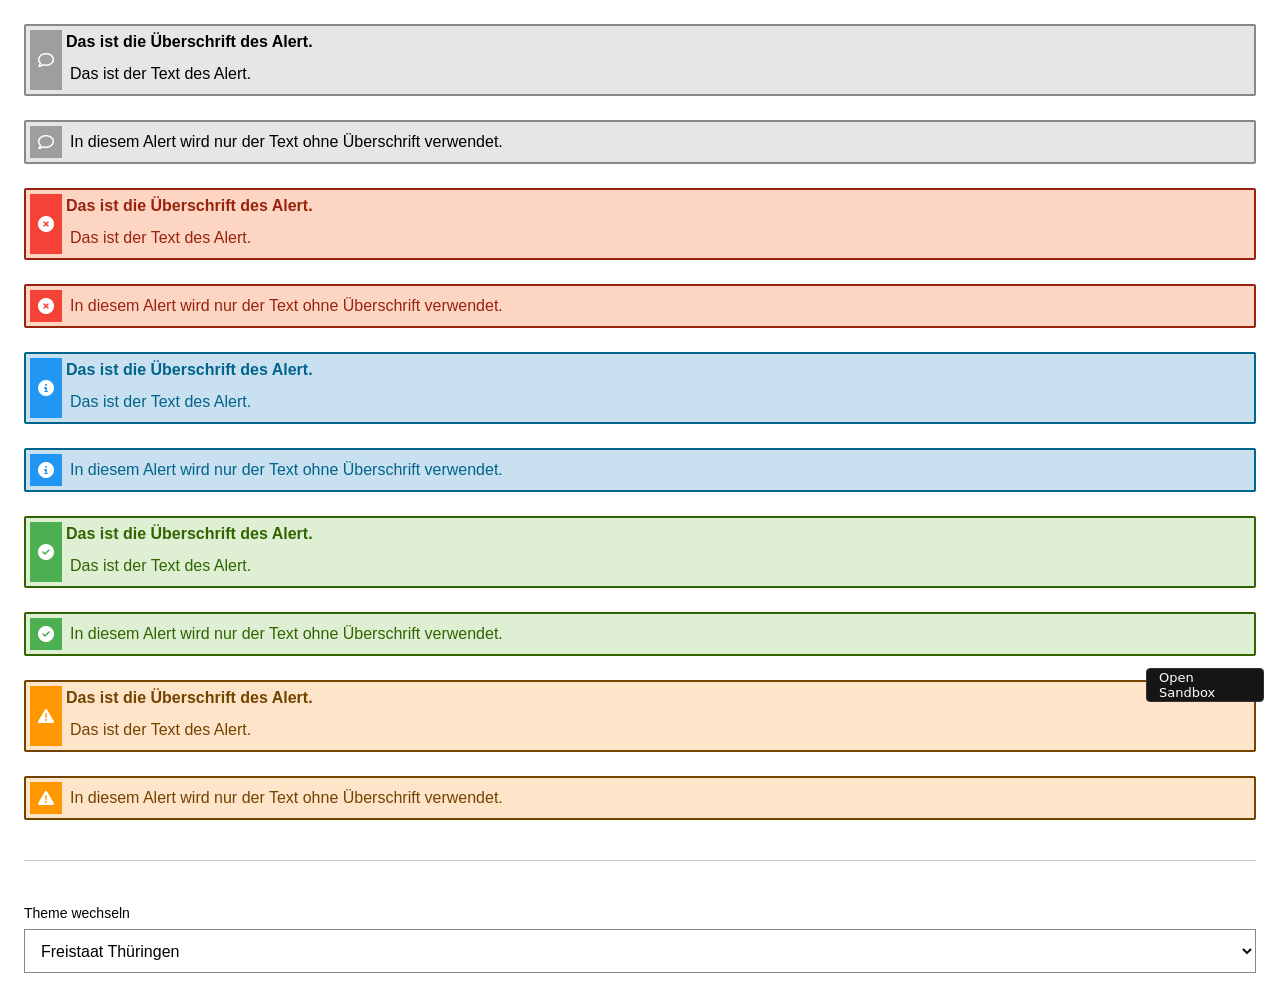 Das ist die Überschrift des Alert.
Das ist der Text des Alert.
In diesem Alert wird nur der Text ohne Überschrift verwendet.
Das ist die Überschrift des Alert.
Das ist der Text des Alert.
In diesem Alert wird nur der Text ohne Überschrift verwendet.
Das ist die Überschrift des Alert.
Das ist der Text des Alert.
In diesem Alert wird nur der Text ohne Überschrift verwendet.
Das ist die Überschrift des Alert.
Das ist der Text des Alert.
In diesem Alert wird nur der Text ohne Überschrift verwendet.
Open
Sandbox
Das ist die Überschrift des Alert.
Das ist der Text des Alert.
In diesem Alert wird nur der Text ohne Überschrift verwendet.
Theme wechseln
Freistaat Thüringen